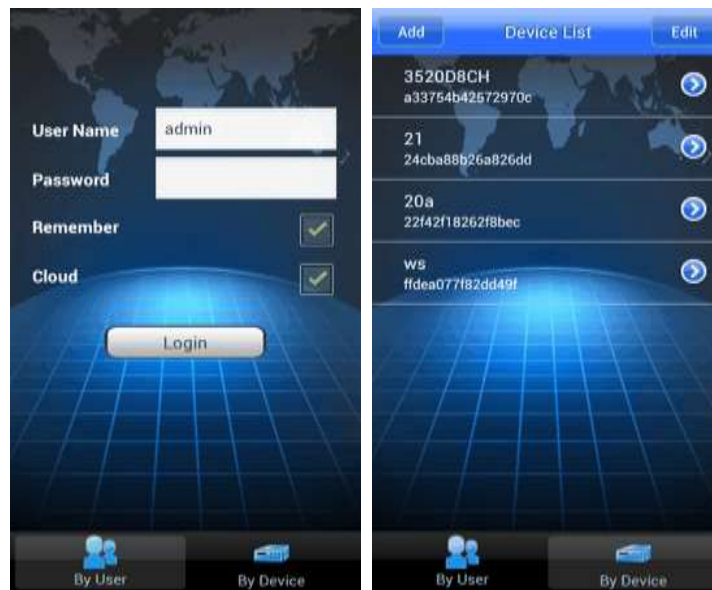 User Name
admin
Password
Remember
Cloud
Login
By User
By Device
Add
Device List
Edit
3520D8CH
a33754b42572970c
21
24cba88b26a826dd
20a
22f42f18262f8bec
ws
ffdea077f82dd49f
By User
By Device